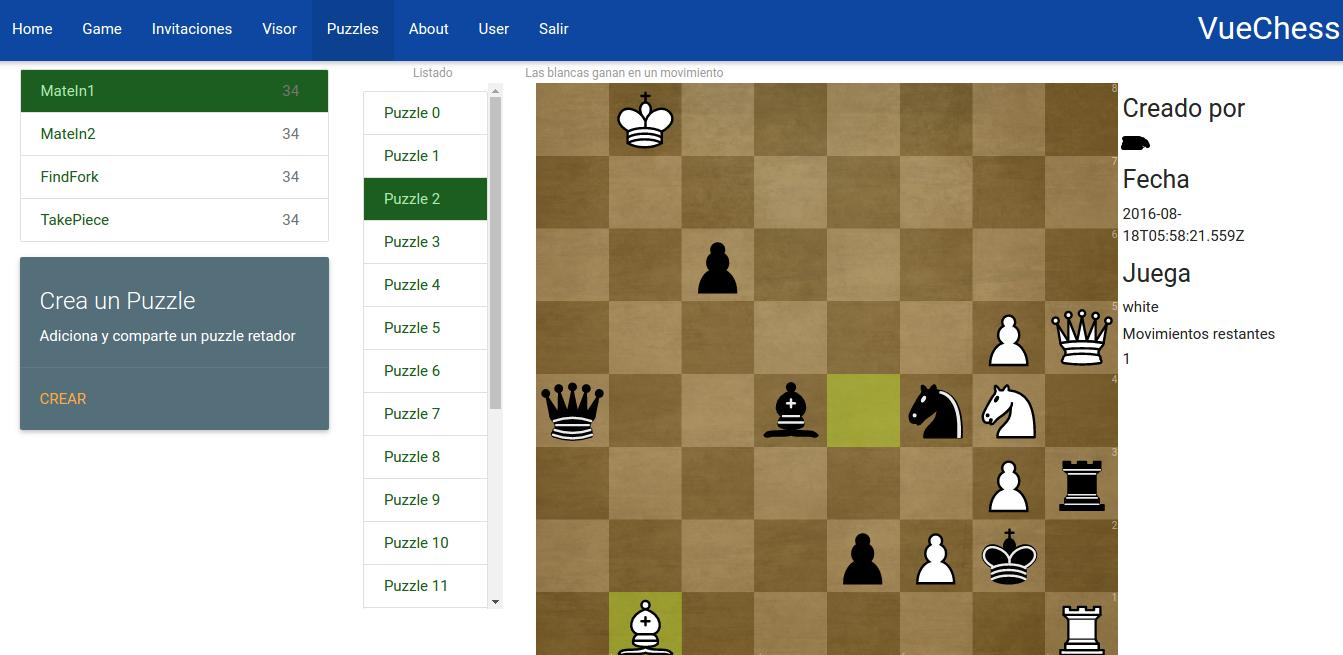 Home Game Invitaciones Visor Puzzles About User Salir VueChess
MateIn1 34
MateIn2 34
FindFork 34
TakePiece 34
Crea un Puzzle
Adiciona y comparte un puzzle retador
CREAR
Listado
Puzzle 0
Puzzle 1
Puzzle 2
Puzzle 3
Puzzle 4
Puzzle 5
Puzzle 6
Puzzle 7
Puzzle 8
Puzzle 9
Puzzle 10
Puzzle 11
Las blancas ganan en un movimiento
8
7
6
5
4
3
2
1
Creado por
Fecha
2016-08-
18T05:58:21.559Z
Juega
white
Movimientos restantes
1